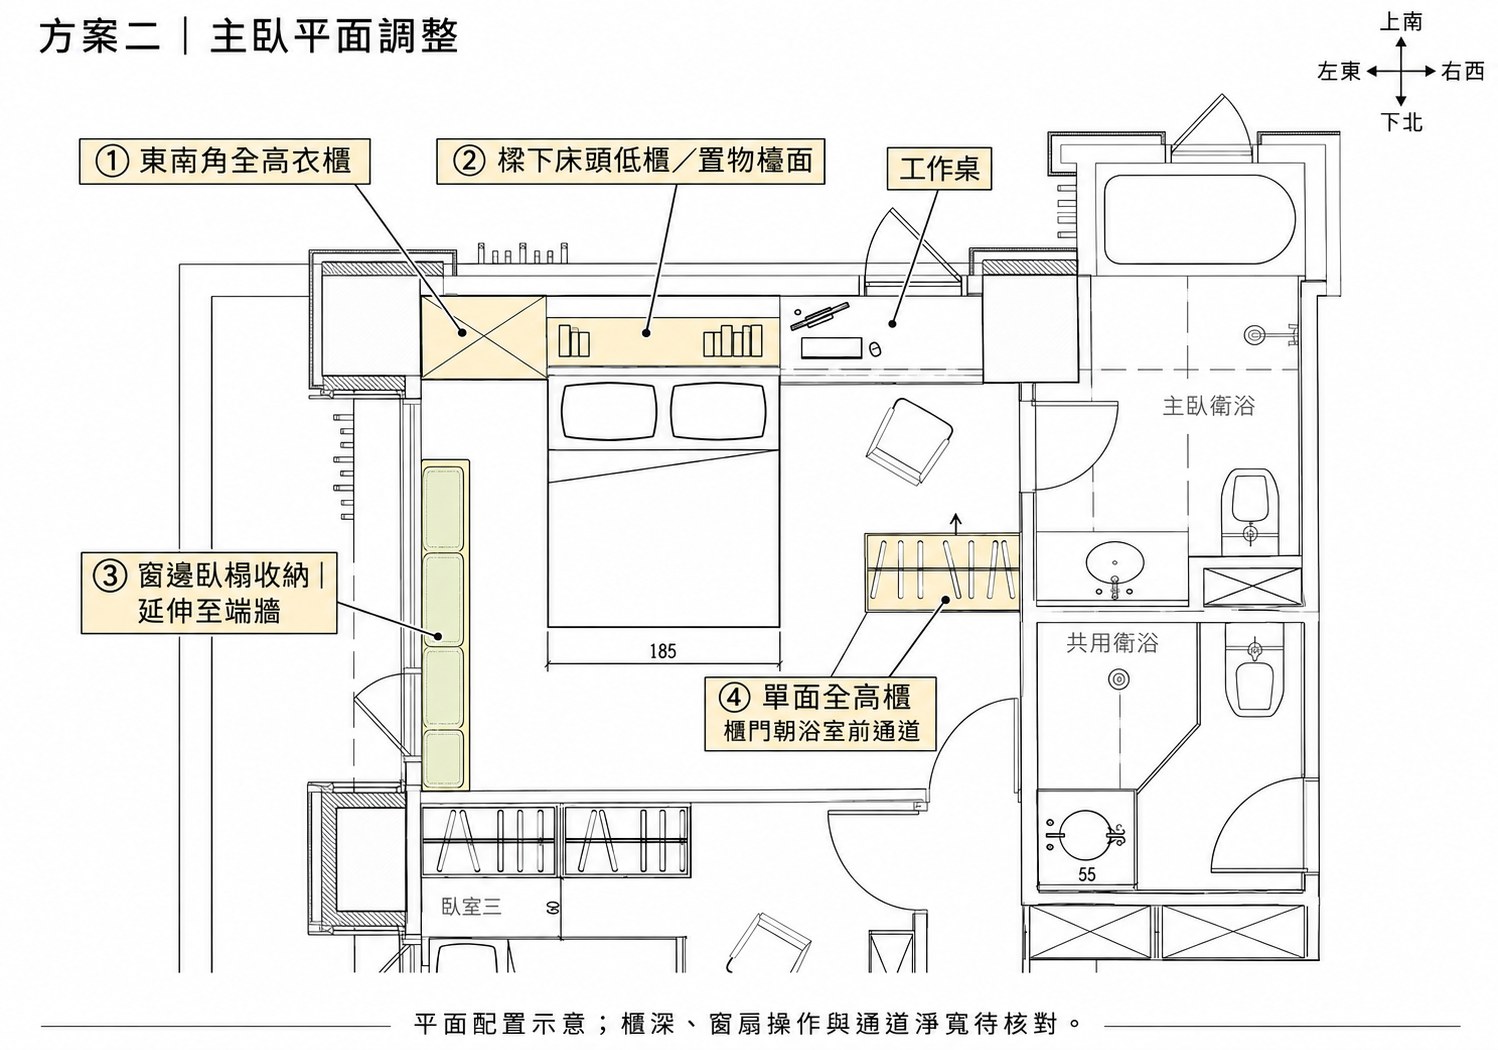 方案二｜主臥平面調整
上南
左東
右西
下北
① 東南角全高衣櫃
② 樑下床頭低櫃／置物檯面
工作桌
主臥衛浴
③ 窗邊臥榻收納｜
延伸至端牆
185
共用衛浴
④ 單面全高櫃
櫃門朝浴室前通道
55
臥室三
60
平面配置示意；櫃深、窗扇操作與通道淨寬待核對。